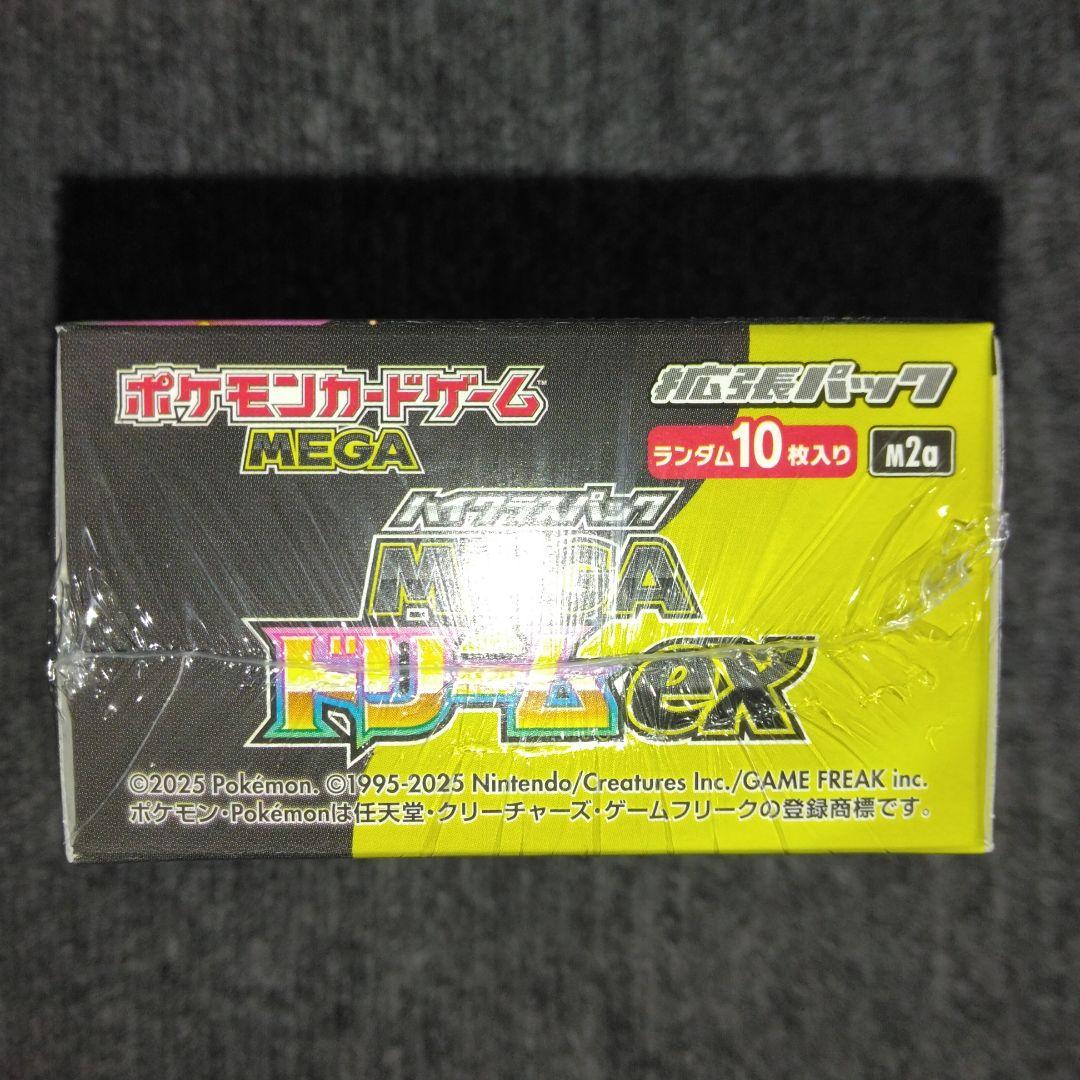 ポケモンカードゲーム™
MEGA
拡張パック
ランダム10枚入り
M2a
ハイクラスパック
MEGA
ドリームex
©2025 Pokémon. ©1995-2025 Nintendo/Creatures Inc./GAME FREAK inc.
ポケモン・Pokémonは任天堂・クリーチャーズ・ゲームフリークの登録商標です。